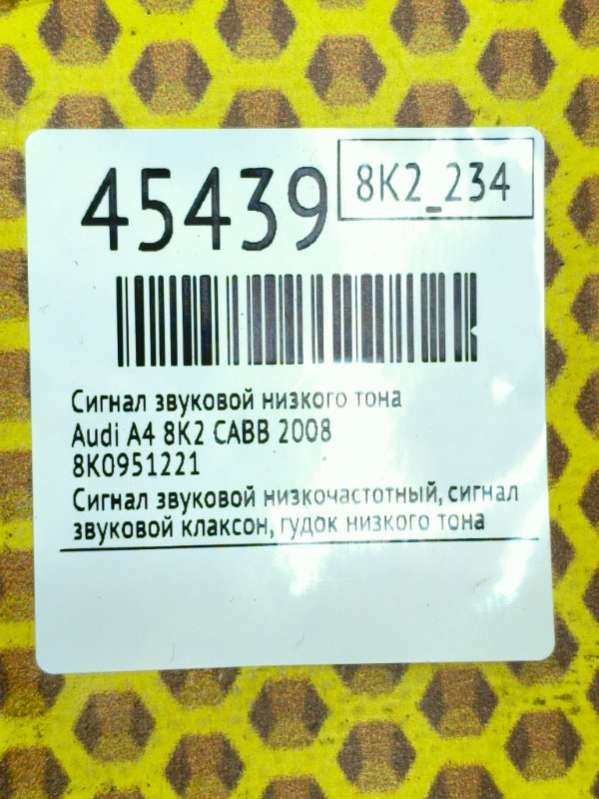 45439
8K2_234
Сигнал звуковой низкого тона
Audi A4 8K2 CABB 2008
8K0951221
Сигнал звуковой низкочастотный, сигнал
звуковой клаксон, гудок низкого тона